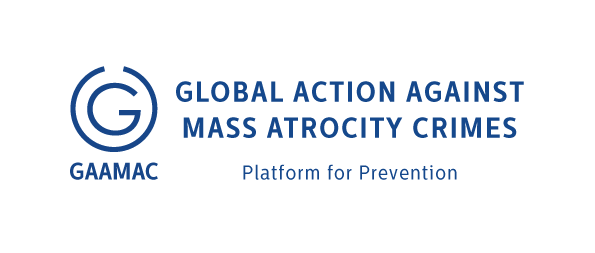 GLOBAL ACTION AGAINST
MASS ATROCITY CRIMES
GAAMAC
Platform for Prevention